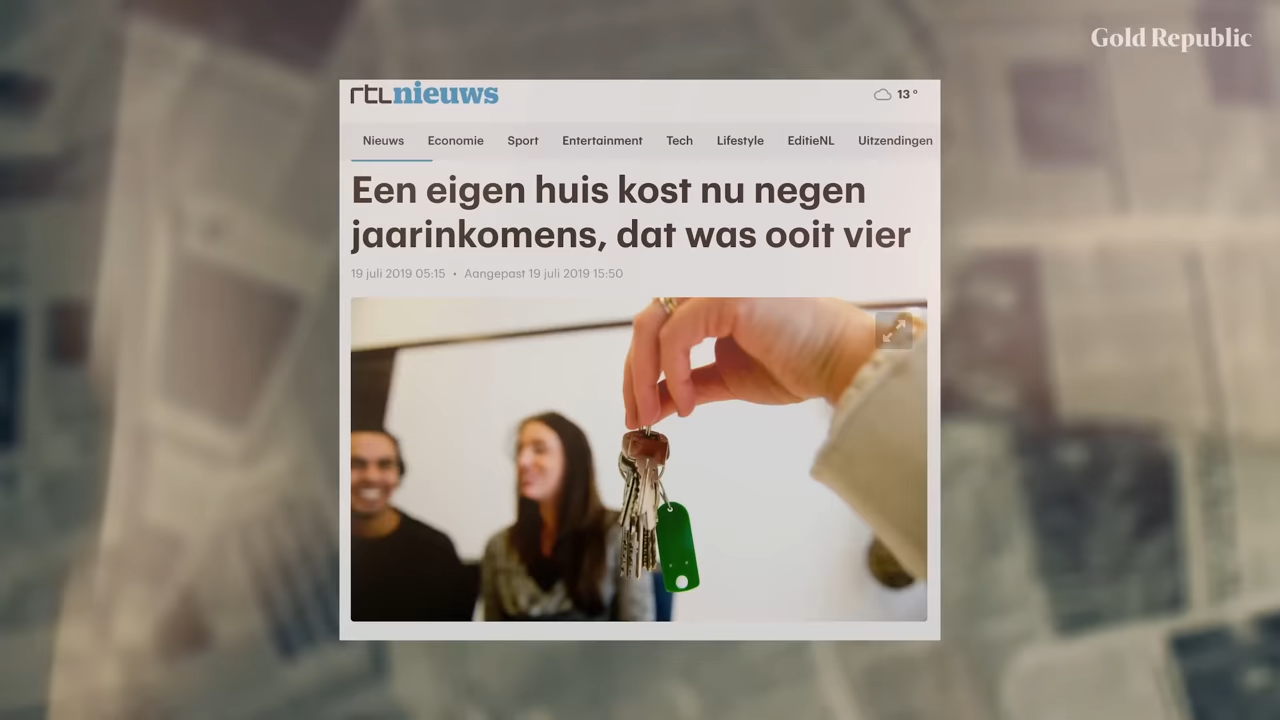 Gold Republic
rtlnieuws
13°
Nieuws Economie Sport Entertainment Tech Lifestyle EditieNL Uitzendingen
Een eigen huis kost nu negen
jaarinkomens, dat was ooit vier
19 juli 2019 05:15 • Aangepast 19 juli 2019 15:50